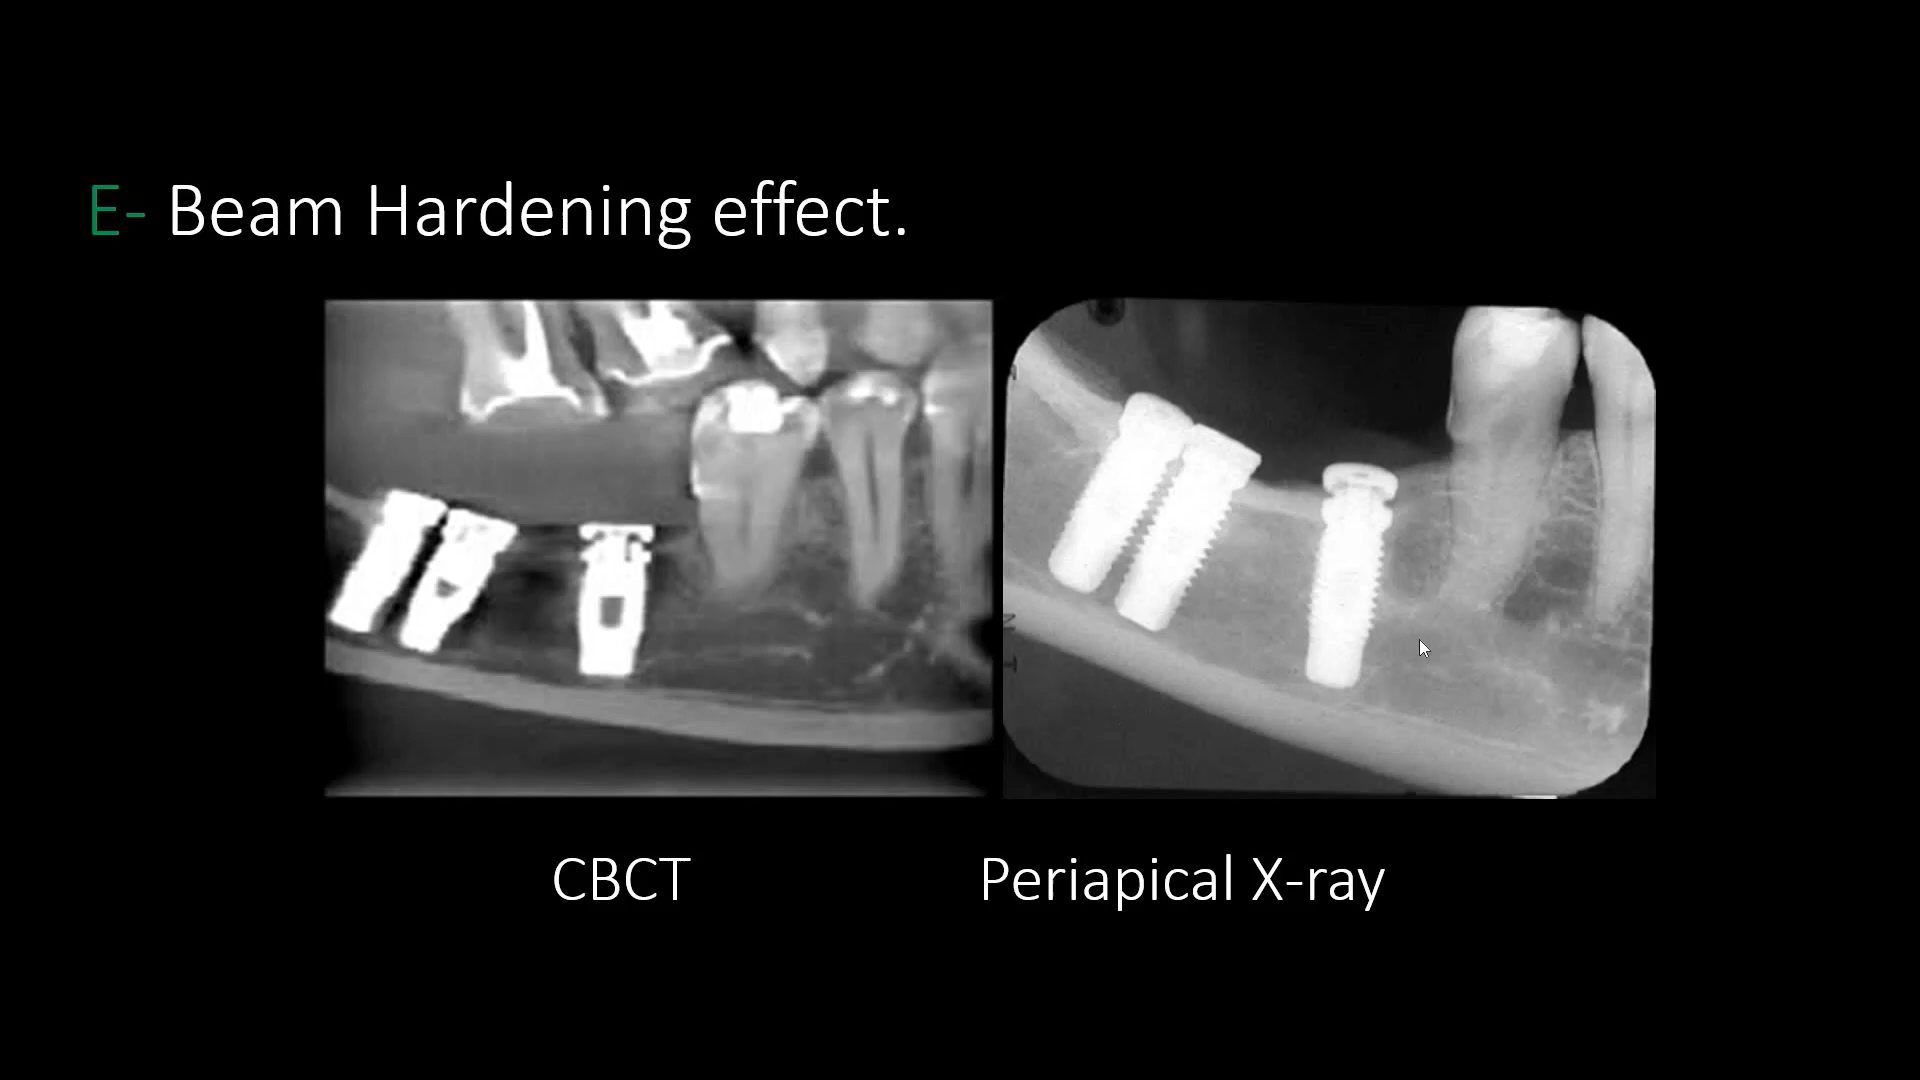 E- Beam Hardening effect.
CBCT
Periapical X-ray